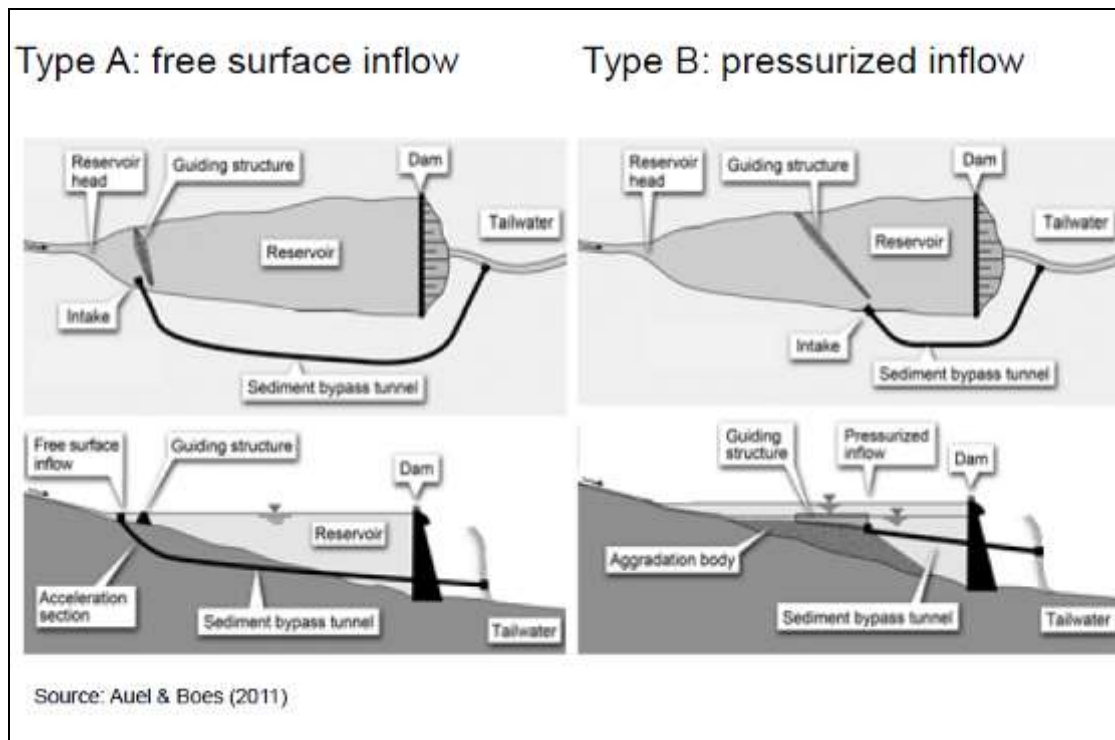 Type A: free surface inflow
Type B: pressurized inflow
Reservoir
head
Guiding structure
Dam
Tailwater
Reservoir
Intake
Sediment bypass tunnel
Reservoir
head
Guiding
structure
Dam
Tailwater
Reservoir
Intake
Sediment bypass tunnel
Free surface
inflow
Guiding structure
Dam
Reservoir
Acceleration
section
Sediment bypass tunnel
Tailwater
Guiding
structure
Pressurized
inflow
Dam
Aggradation body
Sediment bypass tunnel
Tailwater
Source: Auel & Boes (2011)